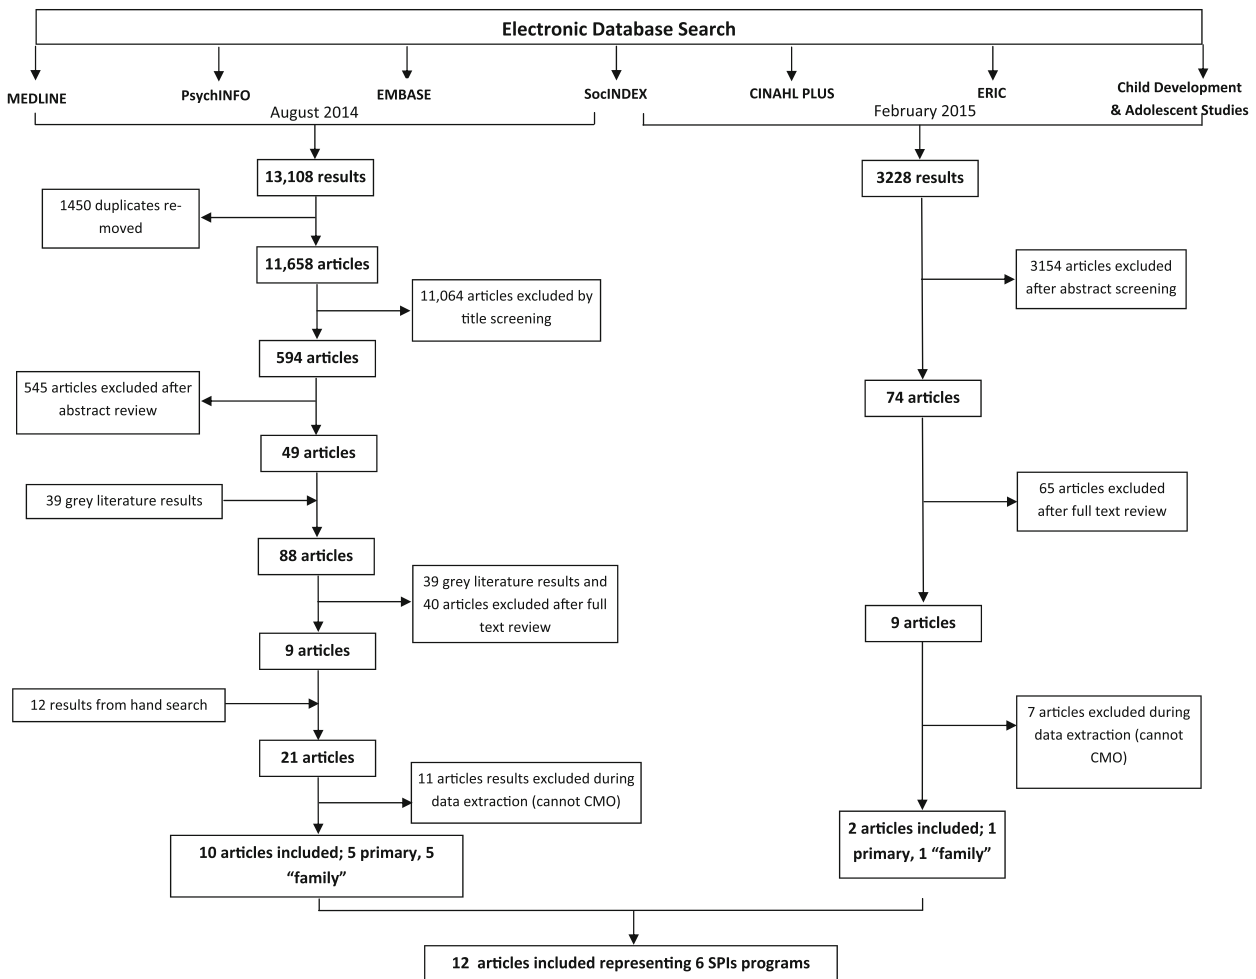 Electronic Database Search
MEDLINE
PsychINFO
EMBASE
SocINDEX
CINAHL PLUS
ERIC
Child Development
& Adolescent Studies
August 2014
February 2015
13,108 results
1450 duplicates re-
moved
11,658 articles
11,064 articles excluded by
title screening
594 articles
545 articles excluded after
abstract review
49 articles
39 grey literature results
88 articles
39 grey literature results and
40 articles excluded after full
text review
9 articles
12 results from hand search
21 articles
11 articles results excluded during
data extraction (cannot CMO)
10 articles included; 5 primary, 5
“family”
3228 results
3154 articles excluded
after abstract screening
74 articles
65 articles excluded
after full text review
9 articles
7 articles excluded during
data extraction (cannot
CMO)
2 articles included; 1
primary, 1 “family”
12 articles included representing 6 SPIs programs